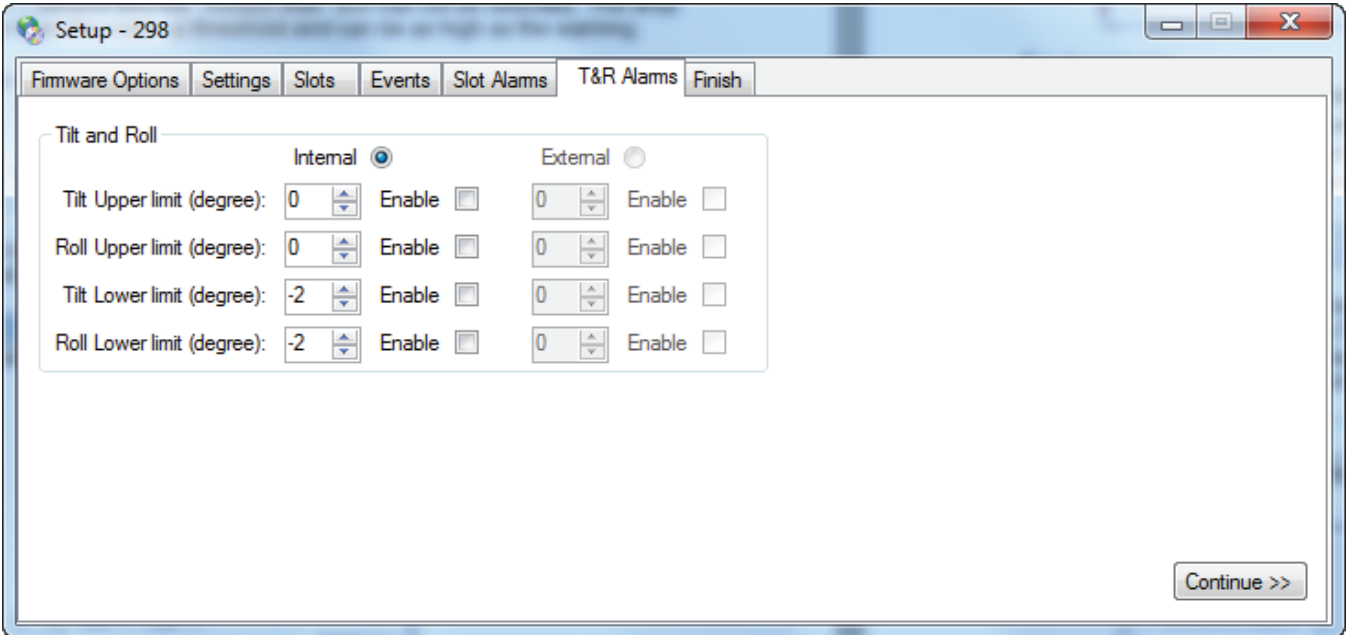 Setup - 298
Firmware Options Settings Slots Events Slot Alarms T&R Alarms Finish
Tilt and Roll
Internal External
Tilt Upper limit (degree): 0 Enable 0 Enable
Roll Upper limit (degree): 0 Enable 0 Enable
Tilt Lower limit (degree): -2 Enable 0 Enable
Roll Lower limit (degree): -2 Enable 0 Enable
Continue >>